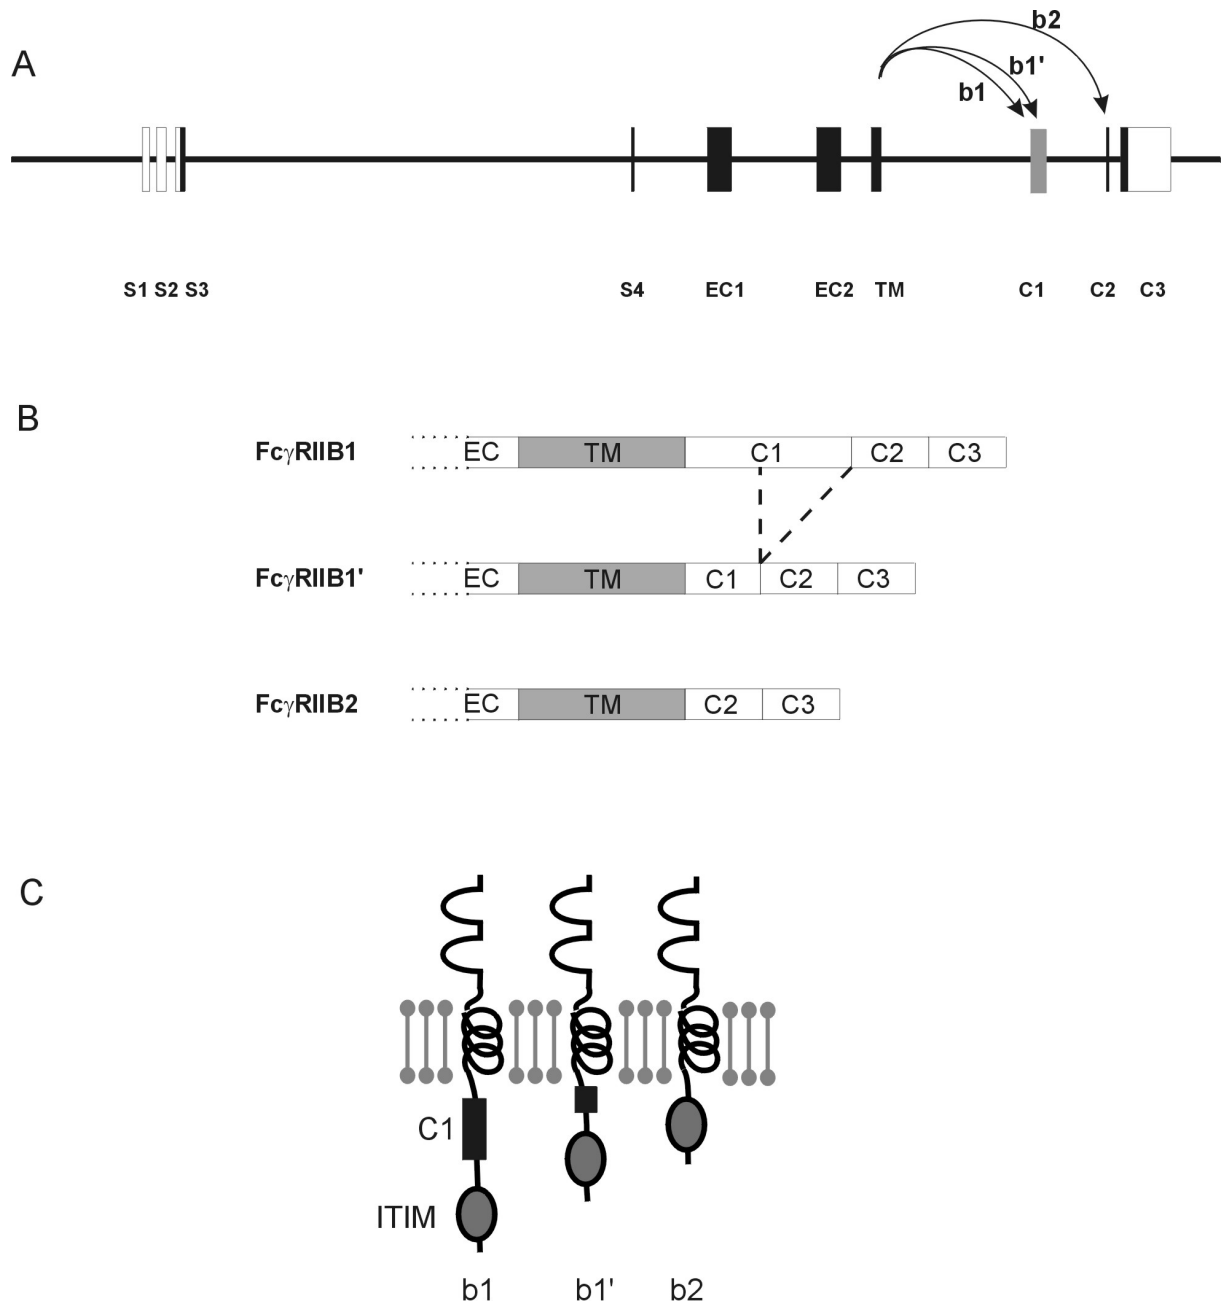 A
b2
b1'
b1
S1 S2 S3 S4 EC1 EC2 TM C1 C2 C3
B
FcγRIIB1 EC TM C1 C2 C3
FcγRIIB1' EC TM C1 C2 C3
FcγRIIB2 EC TM C2 C3
C
C1
ITIM
b1 b1' b2